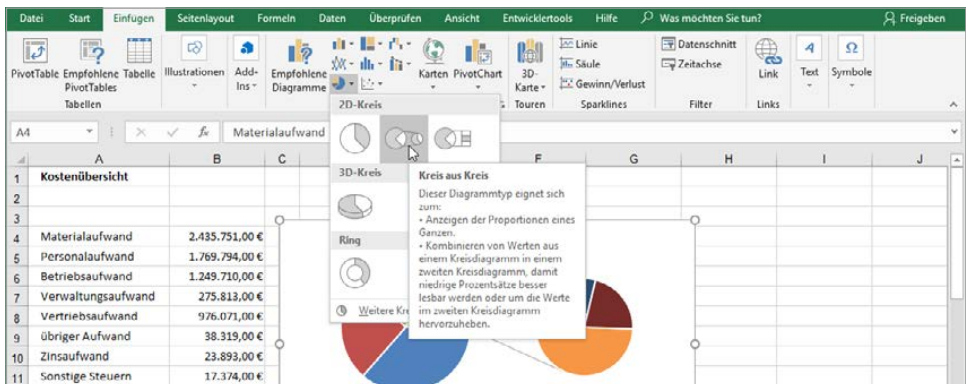 Datei Start Einfügen Seitenlayout Formeln Daten Überprüfen Ansicht Entwicklertools Hilfe Was möchten Sie tun? Freigeben
PivotTable Empfohlene PivotTables Tabelle Illustrationen Add-Ins Empfohlene Diagramme Karten PivotChart 3D-Karte Linie Säule Gewinn/Verlust Datenschnitt Zeitachse Link Text Symbole
Tabellen Touren Sparklines Filter Links
2D-Kreis
A4 fx Materialaufwand
A B C F G H I J
3D-Kreis
Kreis aus Kreis
Dieser Diagrammtyp eignet sich
zum:
• Anzeigen der Proportionen eines
Ganzen.
• Kombinieren von Werten aus
einem Kreisdiagramm in einem
zweiten Kreisdiagramm, damit
niedrige Prozentsätze besser
lesbar werden oder um die Werte
im zweiten Kreisdiagramm
hervorzuheben.
Ring
Weitere
1 Kostenübersicht
2
3
4 Materialaufwand 2.435.751,00 €
5 Personalaufwand 1.769.794,00 €
6 Betriebsaufwand 1.249.710,00 €
7 Verwaltungsaufwand 275.813,00 €
8 Vertriebsaufwand 976.071,00 €
9 übriger Aufwand 38.319,00 €
10 Zinsaufwand 23.893,00 €
11 Sonstige Steuern 17.374,00 €